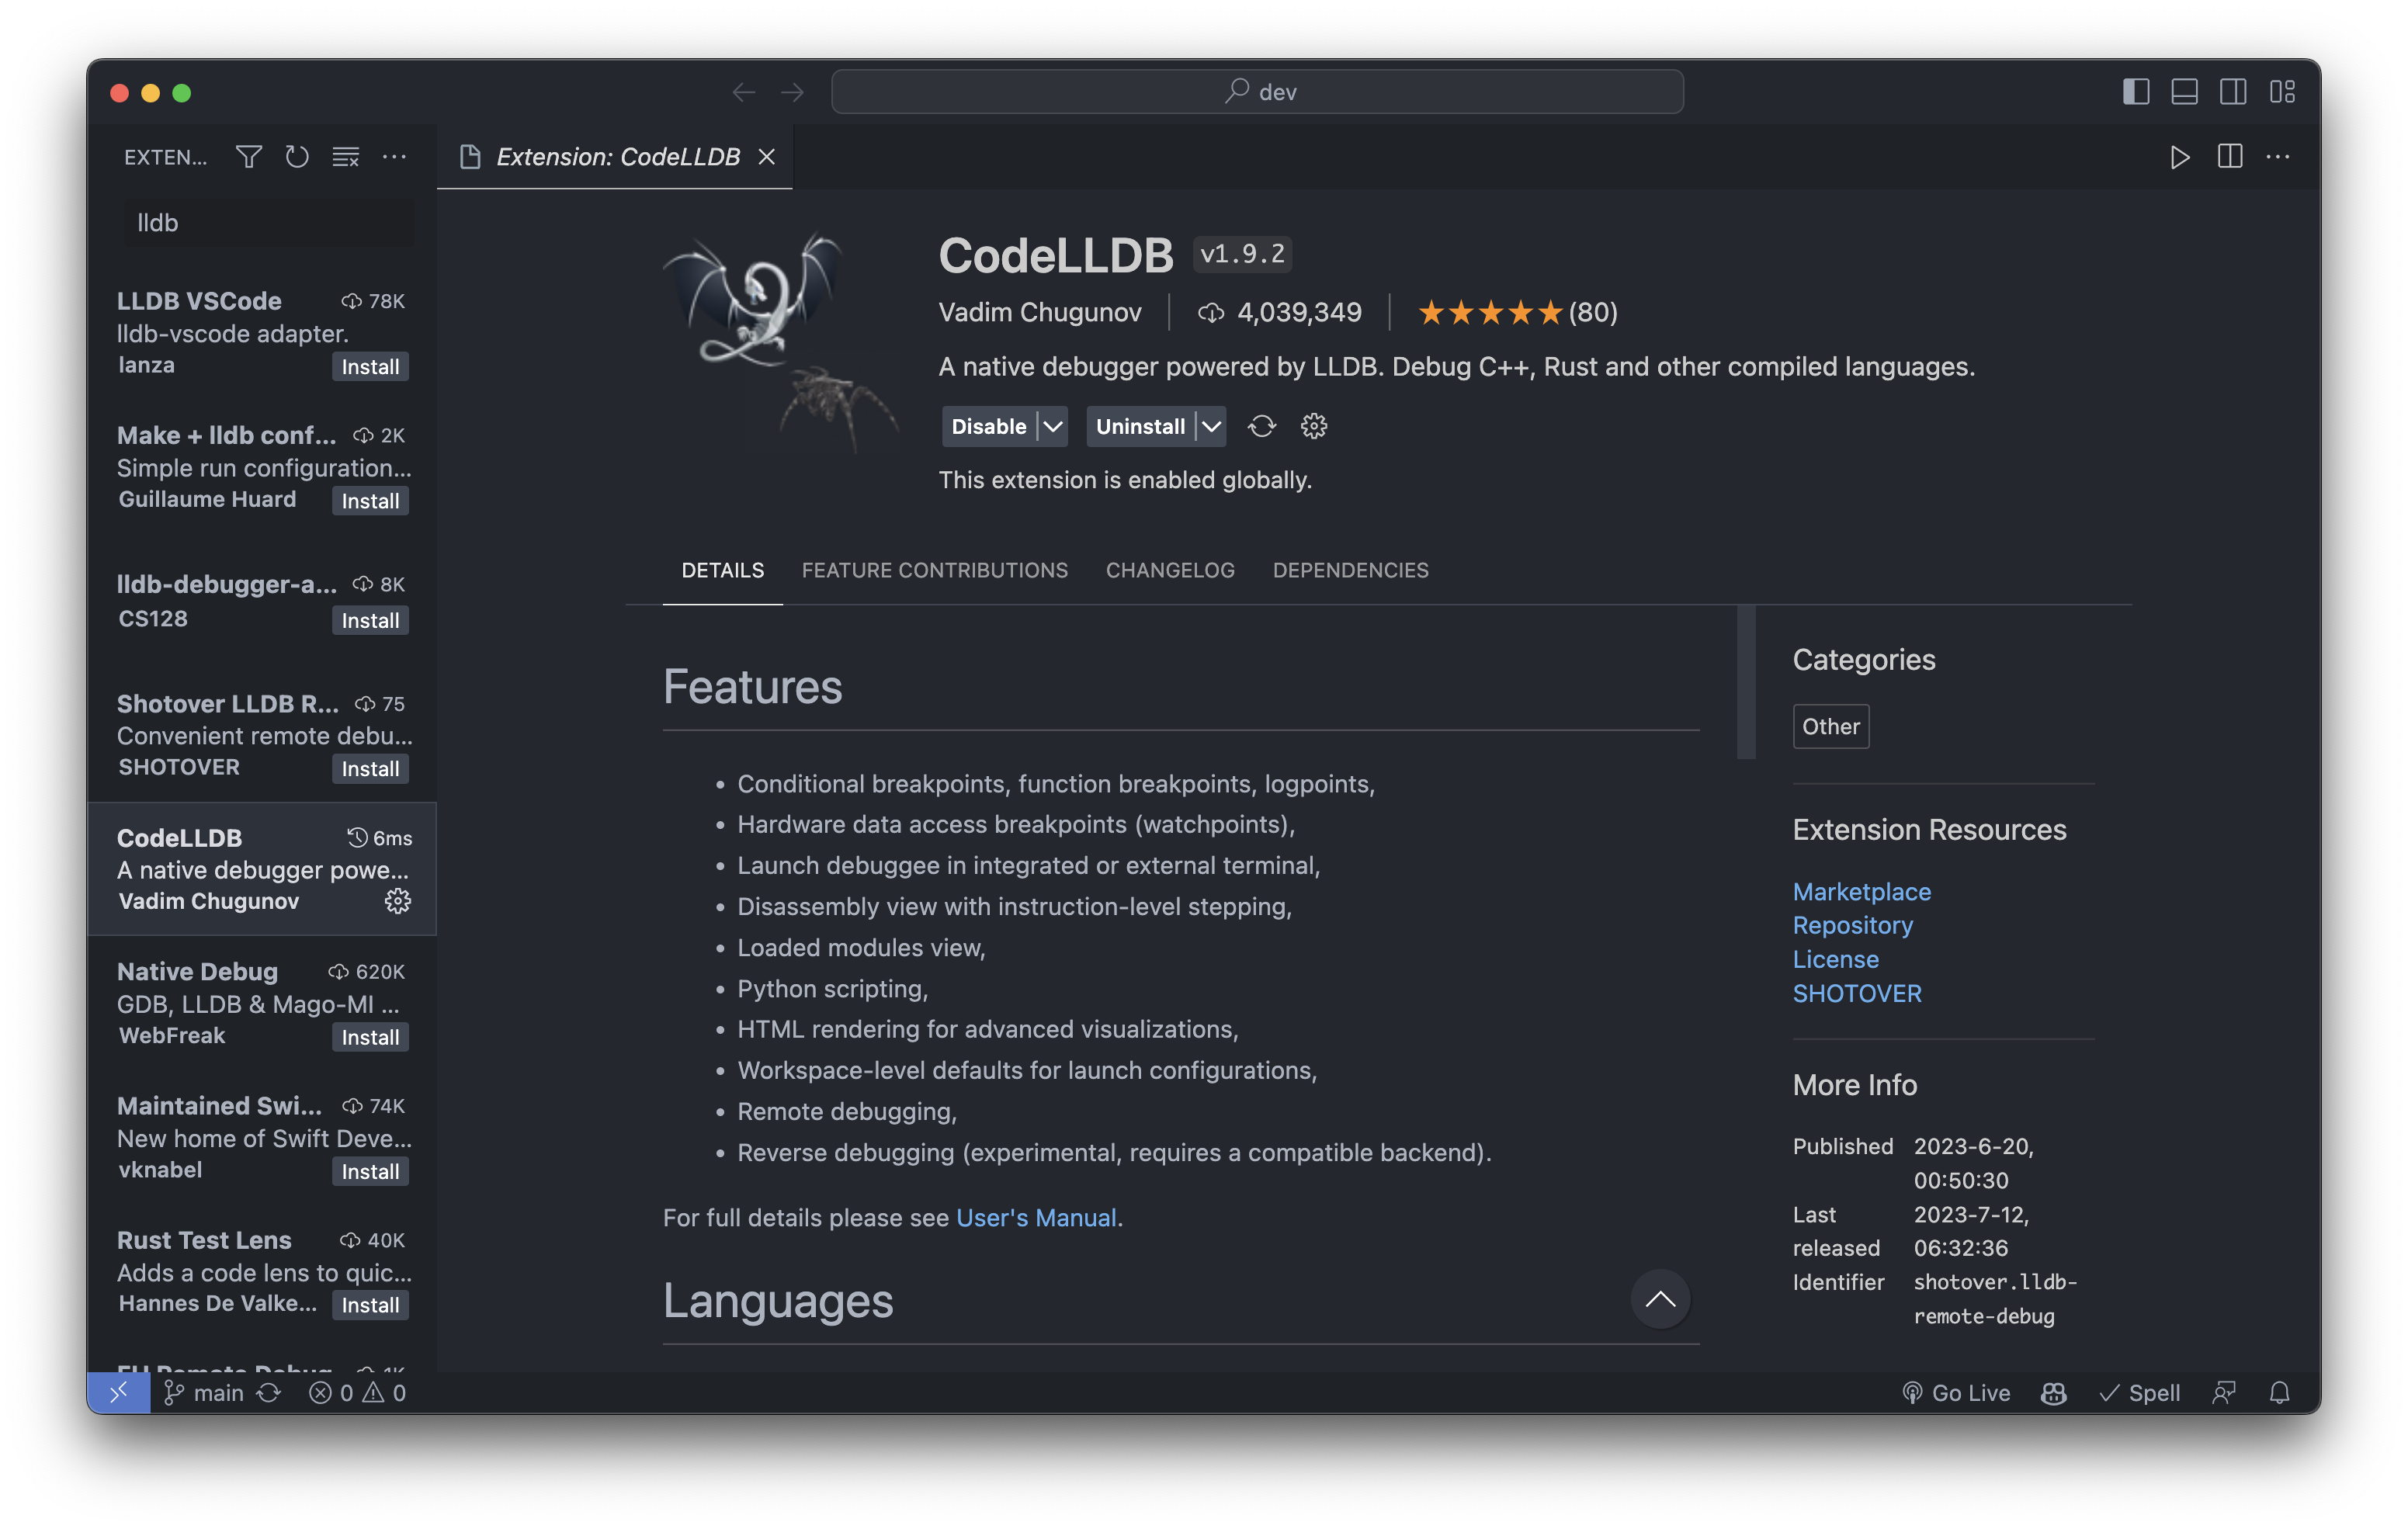 dev
EXTEN...
Extension: CodeLLDB
lldb
LLDB VSCode 78K
lldb-vscode adapter.
lanza Install
Make + lldb conf... 2K
Simple run configuration...
Guillaume Huard Install
lldb-debugger-a... 8K
CS128 Install
Shotover LLDB R... 75
Convenient remote debu...
SHOTOVER Install
CodeLLDB 6ms
A native debugger powe...
Vadim Chugunov
Native Debug 620K
GDB, LLDB & Mago-MI ...
WebFreak Install
Maintained Swi... 74K
New home of Swift Deve...
vknabel Install
Rust Test Lens 40K
Adds a code lens to quic...
Hannes De Valke... Install
CodeLLDB v1.9.2
Vadim Chugunov 4,039,349 (80)
A native debugger powered by LLDB. Debug C++, Rust and other compiled languages.
Disable Uninstall
This extension is enabled globally.
DETAILS FEATURE CONTRIBUTIONS CHANGELOG DEPENDENCIES
Features
• Conditional breakpoints, function breakpoints, logpoints,
• Hardware data access breakpoints (watchpoints),
• Launch debuggee in integrated or external terminal,
• Disassembly view with instruction-level stepping,
• Loaded modules view,
• Python scripting,
• HTML rendering for advanced visualizations,
• Workspace-level defaults for launch configurations,
• Remote debugging,
• Reverse debugging (experimental, requires a compatible backend).
For full details please see User's Manual.
Languages
Categories
Other
Extension Resources
Marketplace
Repository
License
SHOTOVER
More Info
Published 2023-6-20,
00:50:30
Last 2023-7-12,
released 06:32:36
Identifier shotover.lldb-
remote-debug
main 0 0
Go Live Spell